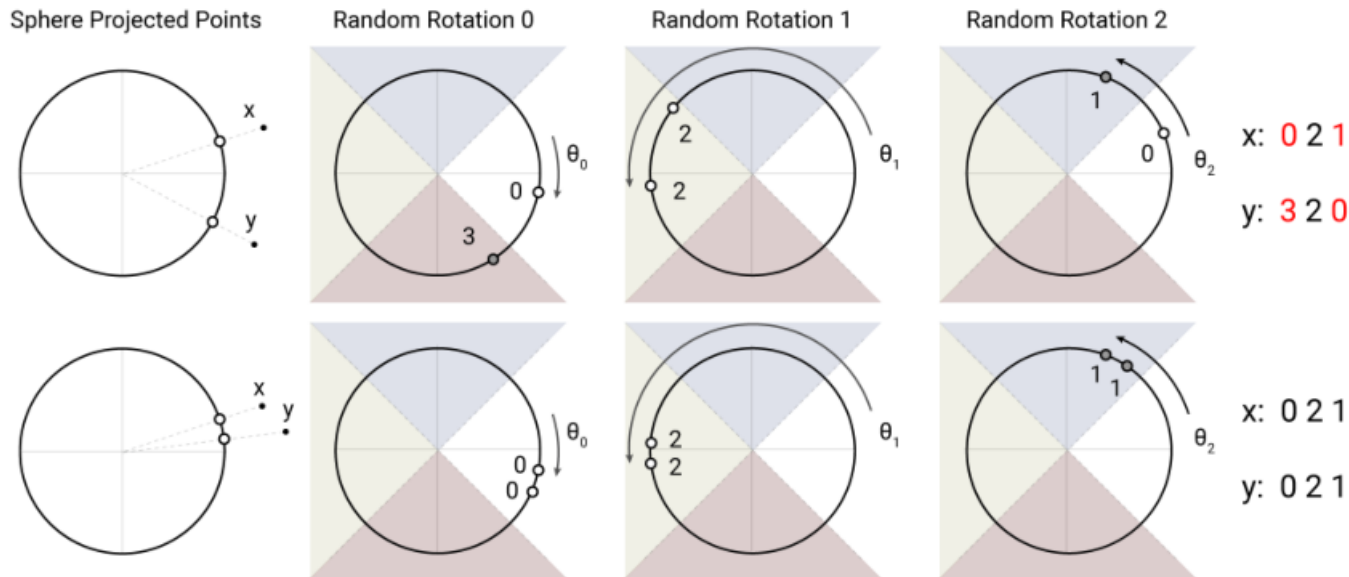 Sphere Projected Points
Random Rotation 0
Random Rotation 1
Random Rotation 2
x
y
0
3
θ₀
2
2
θ₁
1
0
θ₂
x: 0 2 1
y: 3 2 0
x
y
0
0
θ₀
2
2
θ₁
1
1
θ₂
x: 0 2 1
y: 0 2 1